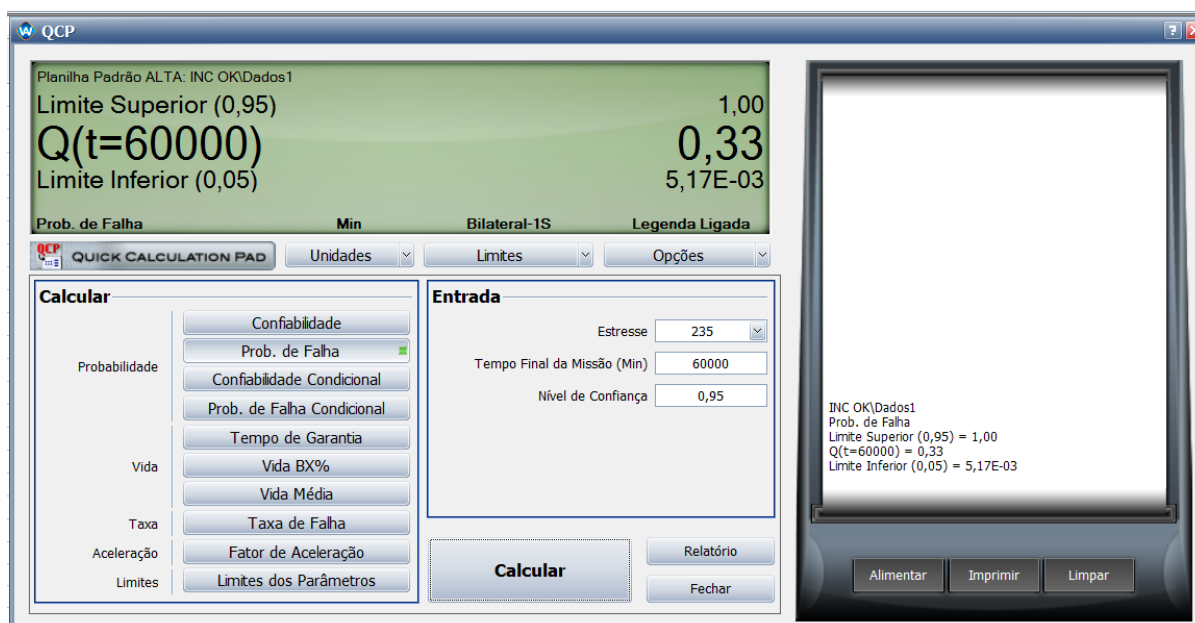 QCP
Planilha Padrão ALTA: INC OK\Dados1
Limite Superior (0,95) 1,00
Q(t=60000) 0,33
Limite Inferior (0,05) 5,17E-03
Prob. de Falha Min Bilateral-1S Legenda Ligada
QCP QUICK CALCULATION PAD Unidades Limites Opções
Calcular
Probabilidade
Confiabilidade
Prob. de Falha
Confiabilidade Condicional
Prob. de Falha Condicional
Vida
Tempo de Garantia
Vida BX%
Vida Média
Taxa Taxa de Falha
Aceleração Fator de Aceleração
Limites Limites dos Parâmetros
Entrada
Estresse 235
Tempo Final da Missão (Min) 60000
Nível de Confiança 0,95
Calcular
Relatório
Fechar
INC OK\Dados1
Prob. de Falha
Limite Superior (0,95) = 1,00
Q(t=60000) = 0,33
Limite Inferior (0,05) = 5,17E-03
Alimentar Imprimir Limpar